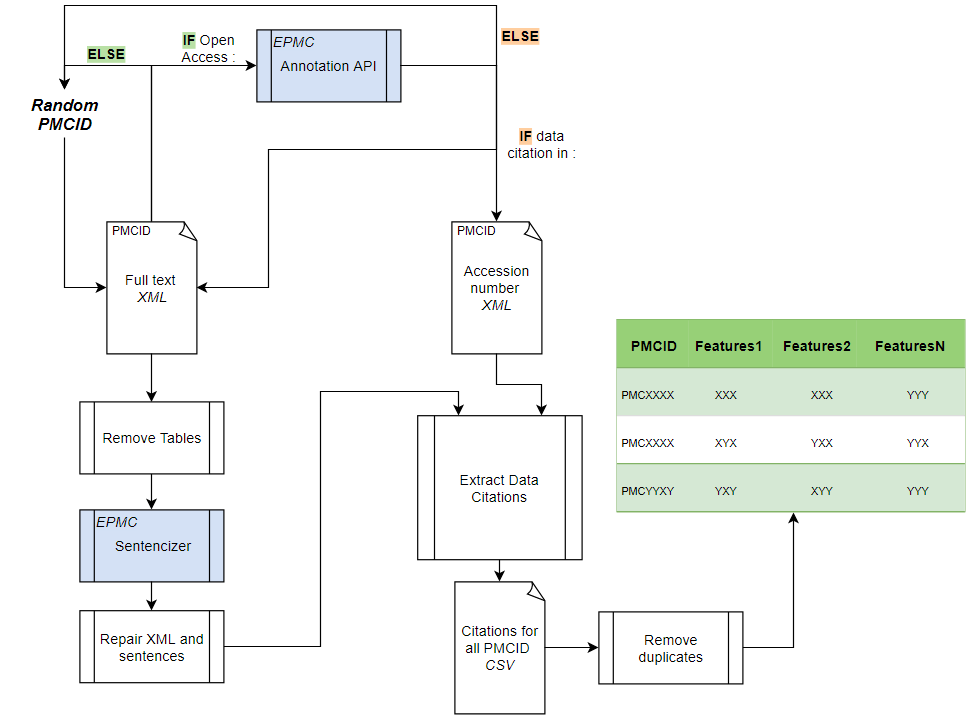 ELSE
IF Open
Access :
EPMC
Annotation API
ELSE
Random
PMCID
IF data
citation in :
PMCID
Full text
XML
PMCID
Accession
number
XML
Remove Tables
EPMC
Sentencizer
Repair XML and
sentences
Extract Data
Citations
Citations for
all PMCID
CSV
Remove
duplicates
PMCID Features1 Features2 FeaturesN
PMCXXXX XXX XXX YYY
PMCXXXX XYX YXX YYX
PMCYYXY YXY XYY YYY